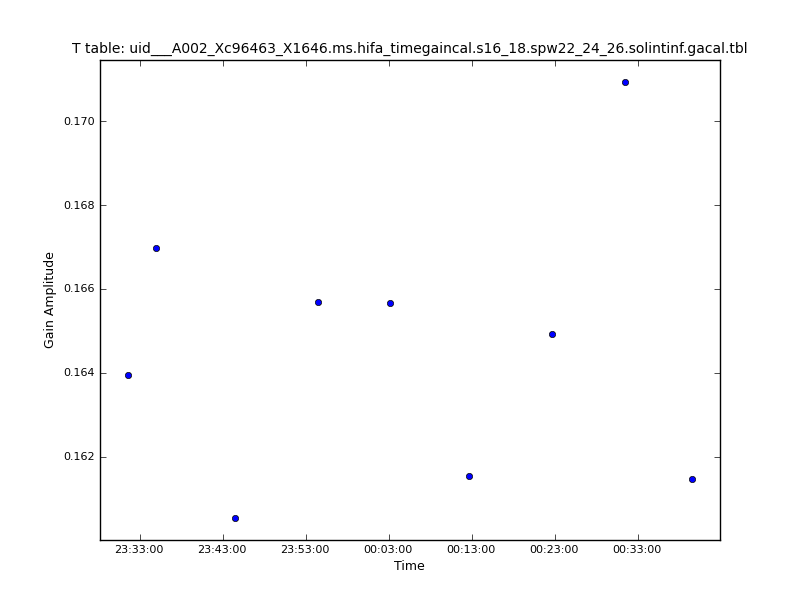 T table: uid___A002_Xc96463_X1646.ms.hifa_timegaincal.s16_18.spw22_24_26.solintinf.gacal.tbl
0.170
0.168
0.166
0.164
0.162
Gain Amplitude
23:33:00 23:43:00 23:53:00 00:03:00 00:13:00 00:23:00 00:33:00
Time